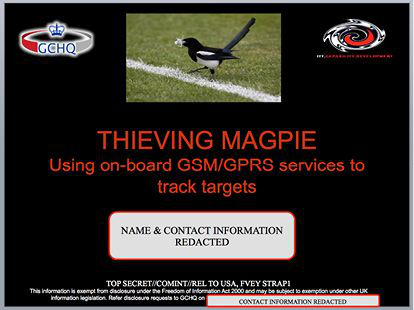 GCHQ
ITT CAPABILITY DEVELOPMENT
THIEVING MAGPIE
Using on-board GSM/GPRS services to
track targets
NAME & CONTACT INFORMATION
REDACTED
TOP SECRET//COMINT//REL TO USA, FVEY STRAP1
This information is exempt from disclosure under the Freedom of Information Act 2000 and may be subject to exemption under other UK
information legislation. Refer disclosure requests to GCHQ on
CONTACT INFORMATION REDACTED